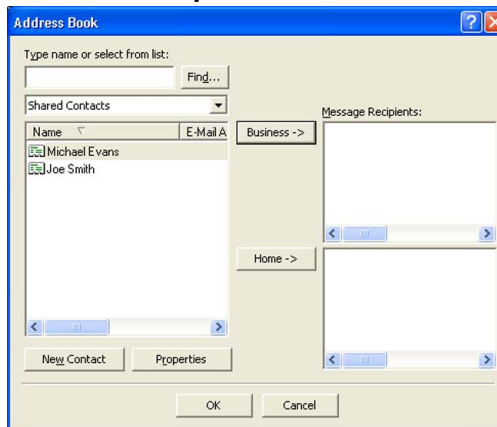 Address Book
Type name or select from list:
Find...
Shared Contacts
Message Recipients:
Name E-Mail A
Business ->
Michael Evans
Joe Smith
Home ->
New Contact Properties
OK Cancel